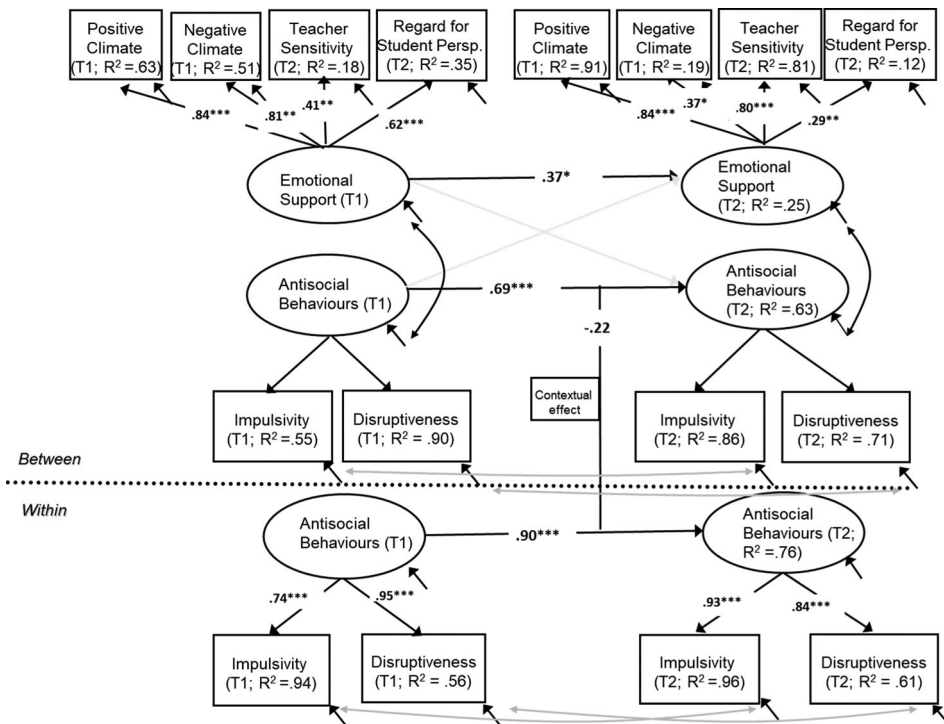 Positive
Climate
(T1; R² =.63)
Negative
Climate
(T1; R² =.51)
Teacher
Sensitivity
(T2; R² =.18)
Regard for
Student Persp.
(T2; R² =.35)
Positive
Climate
(T1; R² =.91)
Negative
Climate
(T1; R² =.19)
Teacher
Sensitivity
(T2; R² =.81)
Regard for
Student Persp.
(T2; R² =.12)
.84***
.81**
.41**
.62***
.84***
.37*
.80***
.29**
Emotional
Support (T1)
.37*
Emotional
Support
(T2; R² =.25)
Antisocial
Behaviours (T1)
.69***
Antisocial
Behaviours
(T2; R² =.63)
-.22
Contextual
effect
Impulsivity
(T1; R² =.55)
Disruptiveness
(T1; R² = .90)
Impulsivity
(T2; R² =.86)
Disruptiveness
(T2; R² =.71)
Between
Within
Antisocial
Behaviours (T1)
.90***
Antisocial
Behaviours (T2;
R² =.76)
.74***
.95***
.93***
.84***
Impulsivity
(T1; R² =.94)
Disruptiveness
(T1; R² =.56)
Impulsivity
(T2; R² =.96)
Disruptiveness
(T2; R² =.61)